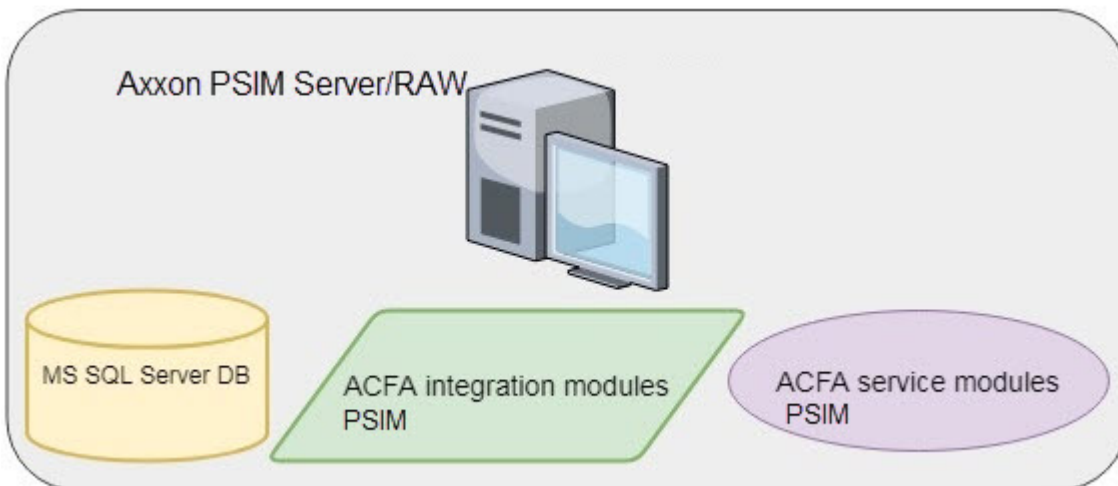 Axxon PSIM Server/RAW
MS SQL Server DB
ACFA integration modules
PSIM
ACFA service modules
PSIM